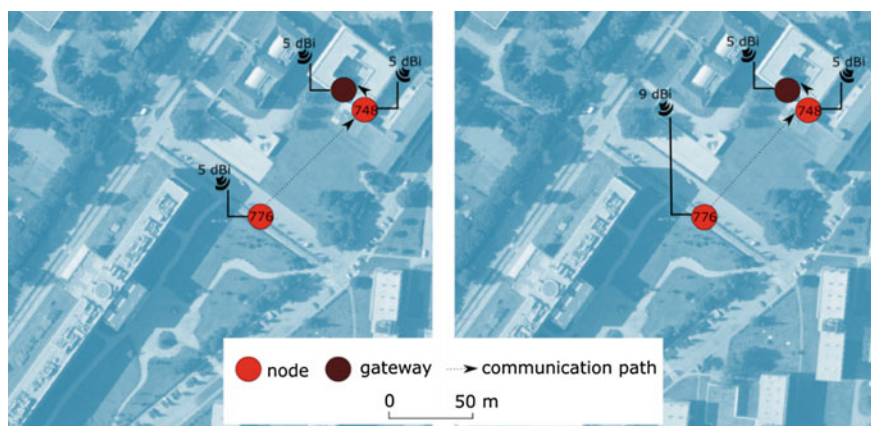 5 dBi
5 dBi
748
5 dBi
776
5 dBi
5 dBi
9 dBi
748
776
node
gateway
communication path
0
50 m